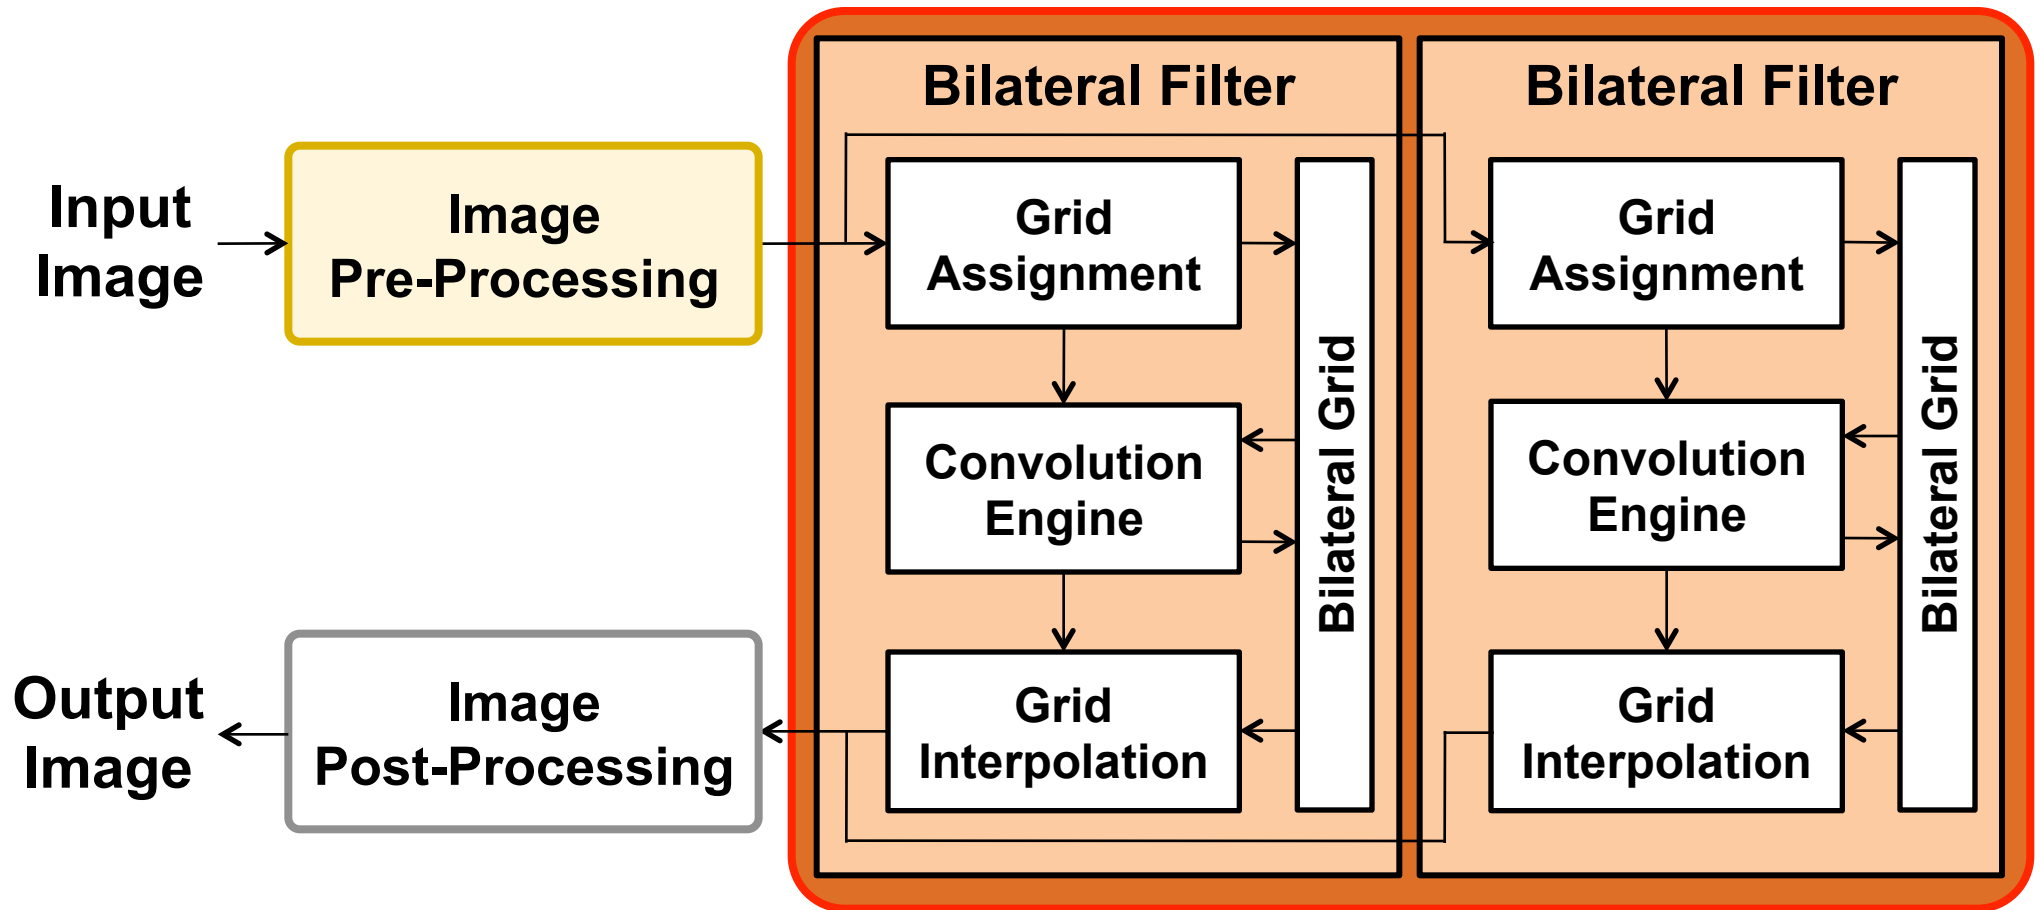 Input
Image
Image
Pre-Processing
Bilateral Filter
Grid
Assignment
Convolution
Engine
Grid
Interpolation
Bilateral Grid
Bilateral Filter
Grid
Assignment
Convolution
Engine
Grid
Interpolation
Bilateral Grid
Image
Post-Processing
Output
Image